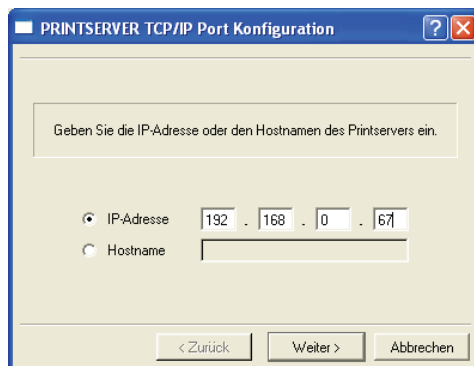 PRINTSERVER TCP/IP Port Konfiguration
Geben Sie die IP-Adresse oder den Hostnamen des Printservers ein.
IP-Adresse 192 . 168 . 0 . 67
Hostname
< Zurück Weiter > Abbrechen